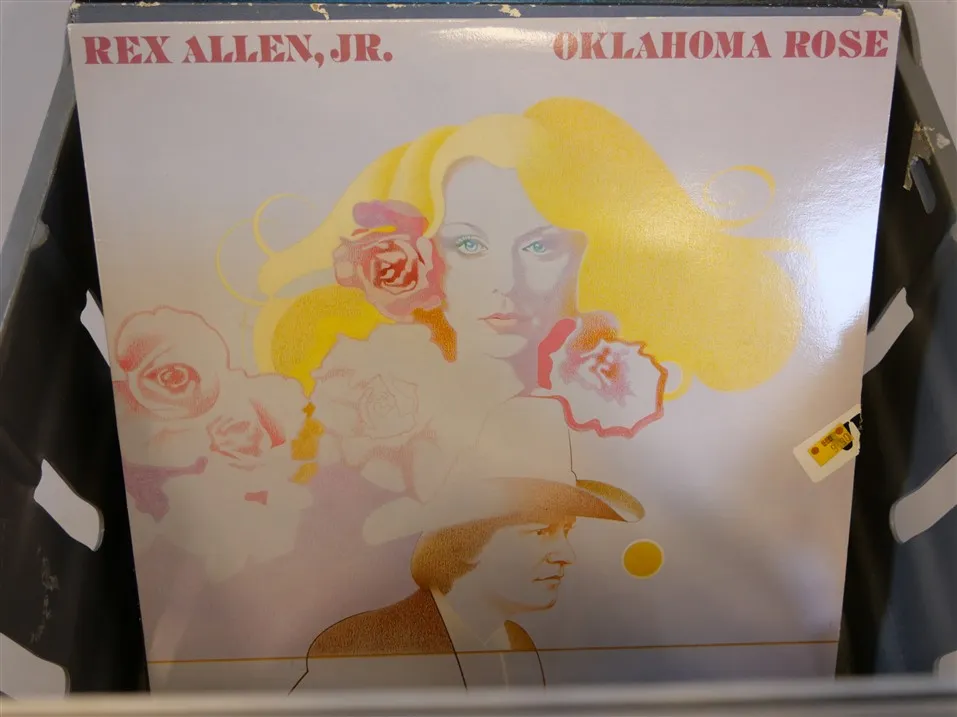 REX ALLEN, JR.
OKLAHOMA ROSE